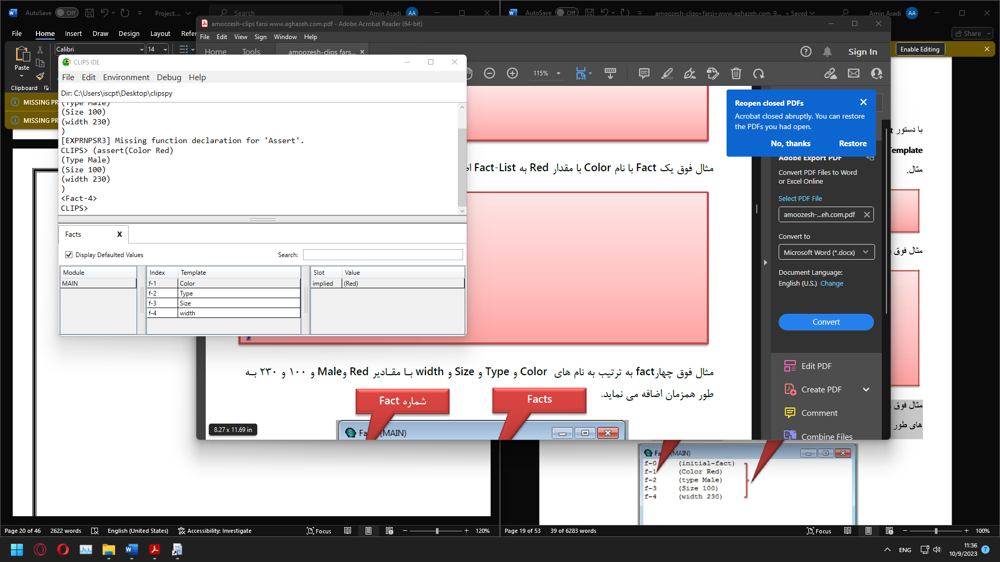 AutoSave Off Project....
Search
Amin Asadi AA
AutoSave Off amoozesh-clips+farsi+www.aghazeh.com_9... • Saved
Amin Asadi AA
File Home Insert Draw Design Layout Refer
Share
Calibri 14
Paste
Clipboard
MISSING PR
MISSING PR
Enable Editing
amoozesh-clips farsi www.aghazeh.com.pdf - Adobe Acrobat Reader (64-bit)
File Edit View Sign Window Help
Home Tools amoozesh-clips fars...
Sign In
115%
CLIPS IDE
File Edit Environment Debug Help
Dir: C:\Users\iscpt\Desktop\clipspy
(Type Male)
(Size 100)
(width 230)
)
[EXPRNPSR3] Missing function declaration for 'Assert'.
CLIPS> (assert(Color Red)
(Type Male)
(Size 100)
(width 230)
)
<Fact-4>
CLIPS>
Facts X
Display Defaulted Values Search:
Module Index Template Slot Value
MAIN f-1 Color implied (Red)
f-2 Type
f-3 Size
f-4 width
مثال فوق یک Fact با نام Color با مقدار Red به Fact-List
مثال فوق چهارfact به ترتیب به نام های Color و Type و Size و width بـا مقـادیر Red وMale و ۱۰۰ و ۲۳۰ بـه
طور همزمان اضافه می نماید.
شماره Fact
Facts
(MAIN)
8.27 x 11.69 in
Reopen closed PDFs
Acrobat closed abruptly. You can restore
the PDFs you had open.
No, thanks Restore
Adobe Export PDF
Convert PDF Files to Word
or Excel Online
Select PDF File
amoozesh-...eh.com.pdf
Convert to
Microsoft Word (*.docx)
Document Language:
English (U.S.) Change
Convert
Edit PDF
Create PDF
Comment
Combine Files
با دستور
Template
مثال.
مثال فوق
مثال فوق
های طور
(MAIN)
f-0 (initial-fact)
f-1 (Color Red)
f-2 (type Male)
f-3 (Size 100)
f-4 (width 230)
Page 20 of 46 2622 words English (United States) Accessibility: Investigate Focus 120%
Page 19 of 53 39 of 6283 words Focus 100%
ENG
11:36
10/9/2023
7